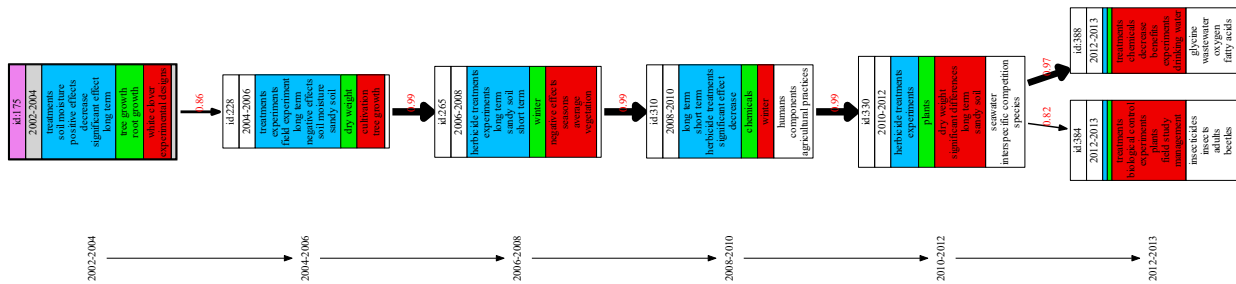 id:175
2002-2004
treatments
soil moisture
positive effects
decrease
significant effect
long term
tree growth
root growth
white clover
experimental designs
0.86
id:228
2004-2006
treatments
experiments
field experiment
long term
negative effects
soil moisture
sandy soil
dry weight
cultivation
tree growth
0.99
id:265
2006-2008
herbicide treatments
experiments
long term
sandy soil
short term
winter
negative effects
seasons
average
vegetation
0.99
id:310
2008-2010
long term
short term
herbicide treatments
significant effect
decrease
chemicals
winter
humans
components
agricultural practices
0.99
id:330
2010-2012
herbicide treatments
experiments
plants
dry weight
significant differences
long term
sandy soil
seawater
interspecific competition
species
0.97
0.82
id:388
2012-2013
treatments
chemicals
decrease
benefits
experiments
drinking water
glycine
wastewater
oxygen
fatty acids
id:384
2012-2013
treatments
biological control
experiments
plants
field study
management
insecticides
insects
adults
beetles
2002-2004
2004-2006
2006-2008
2008-2010
2010-2012
2012-2013